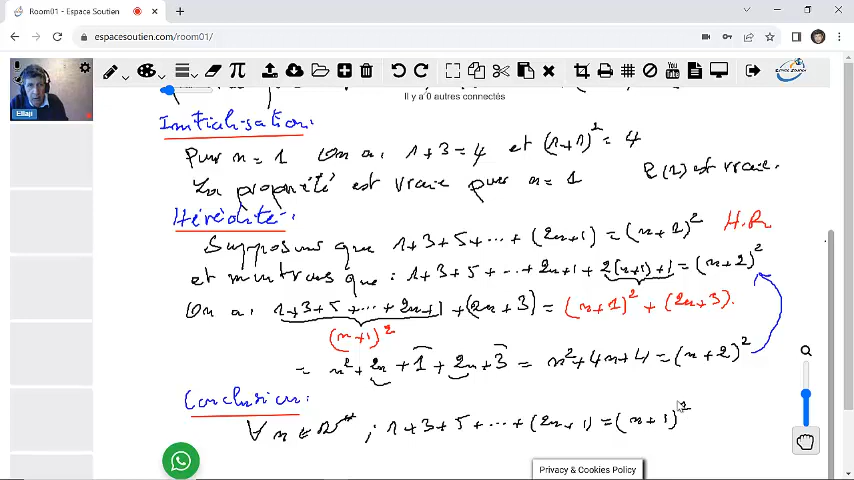 Room01 - Espace Soutien
espacesoutien.com/room01/
Il y a 0 autres connectés
Ellaji
Initialisation:
Pour n = 1 On a: 1+3=4 et (1+1)² = 4
La propriété est vraie pour n = 1 P(1) est vraie.
Hérédité:
Supposons que 1+3+5+...+(2n+1) = (n+1)² H.R
et montrons que: 1+3+5+...+2n+1 + 2(n+1)+1 = (n+2)²
On a: 1+3+5+...+2n+1 + (2n+3) = (n+1)² + (2n+3).
(n+1)²
= n² + 2n + 1 + 2n + 3 = n²+4n+4 = (n+2)²
Conclusion:
∀ n ∈ ℕ* ; 1+3+5+...+(2n+1) = (n+1)²
Privacy & Cookies Policy